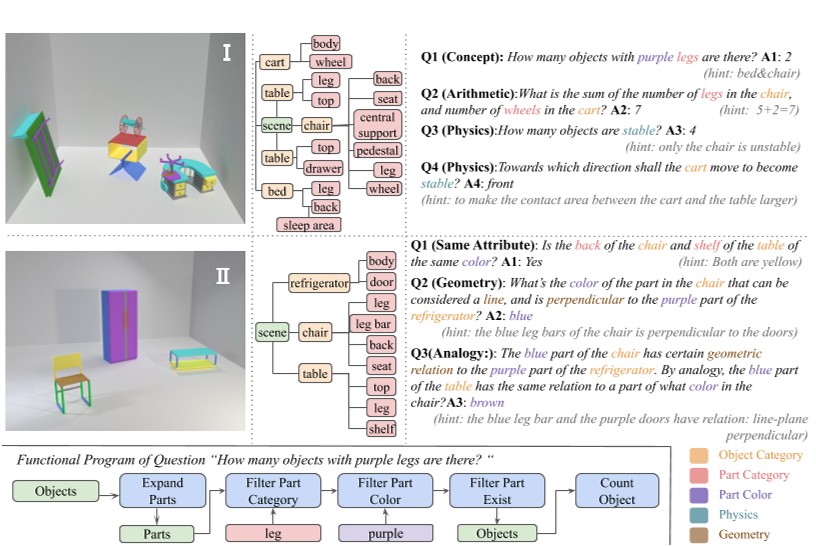 I
cart
body
wheel
table
leg
top
back
seat
scene
chair
central
support
table
top
drawer
pedestal
leg
wheel
bed
leg
back
sleep area
Q1 (Concept): How many objects with purple legs are there? A1: 2
(hint: bed&chair)
Q2 (Arithmetic):What is the sum of the number of legs in the chair,
and number of wheels in the cart? A2: 7 (hint: 5+2=7)
Q3 (Physics):How many objects are stable? A3: 4
(hint: only the chair is unstable)
Q4 (Physics):Towards which direction shall the cart move to become
stable? A4: front
(hint: to make the contact area between the cart and the table larger)
II
refrigerator
body
door
scene
chair
leg
leg bar
back
seat
table
top
leg
shelf
Q1 (Same Attribute): Is the back of the chair and shelf of the table of
the same color? A1: Yes (hint: Both are yellow)
Q2 (Geometry): What's the color of the part in the chair that can be
considered a line, and is perpendicular to the purple part of the
refrigerator? A2: blue
(hint: the blue leg bars of the chair is perpendicular to the doors)
Q3(Analogy:): The blue part of the chair has certain geometric
relation to the purple part of the refrigerator. By analogy, the blue part
of the table has the same relation to a part of what color in the
chair?A3: brown
(hint: the blue leg bar and the purple doors have relation: line-plane
perpendicular)
Functional Program of Question "How many objects with purple legs are there? "
Objects
Expand
Parts
Parts
Filter Part
Category
leg
Filter Part
Color
purple
Filter Part
Exist
Objects
Count
Object
Object Category
Part Category
Part Color
Physics
Geometry